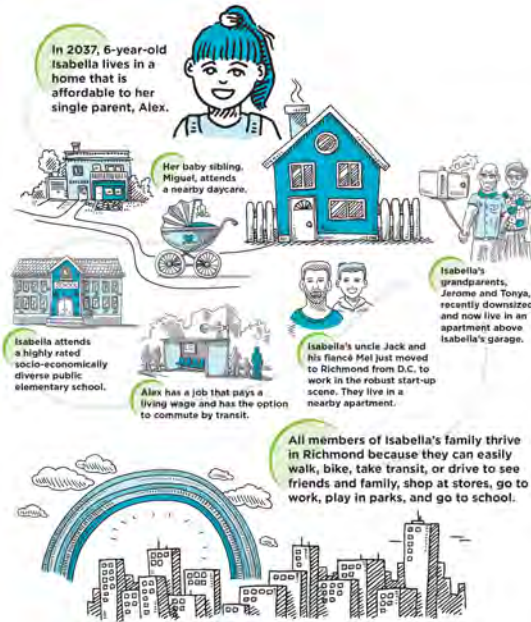 In 2037, 6-year-old
Isabella lives in a
home that is
affordable to her
single parent, Alex.
Her baby sibling,
Miguel, attends
a nearby daycare.
Isabella's
grandparents,
Jerome and Tonya,
recently downsized
and now live in an
apartment above
Isabella's garage.
SCHOOL
Isabella attends
a highly rated
socio-economically
diverse public
elementary school.
Alex has a job that pays a
living wage and has the option
to commute by transit.
Isabella's uncle Jack and
his fiancé Mel just moved
to Richmond from D.C. to
work in the robust start-up
scene. They live in a
nearby apartment.
All members of Isabella's family thrive
in Richmond because they can easily
walk, bike, take transit, or drive to see
friends and family, shop at stores, go to
work, play in parks, and go to school.